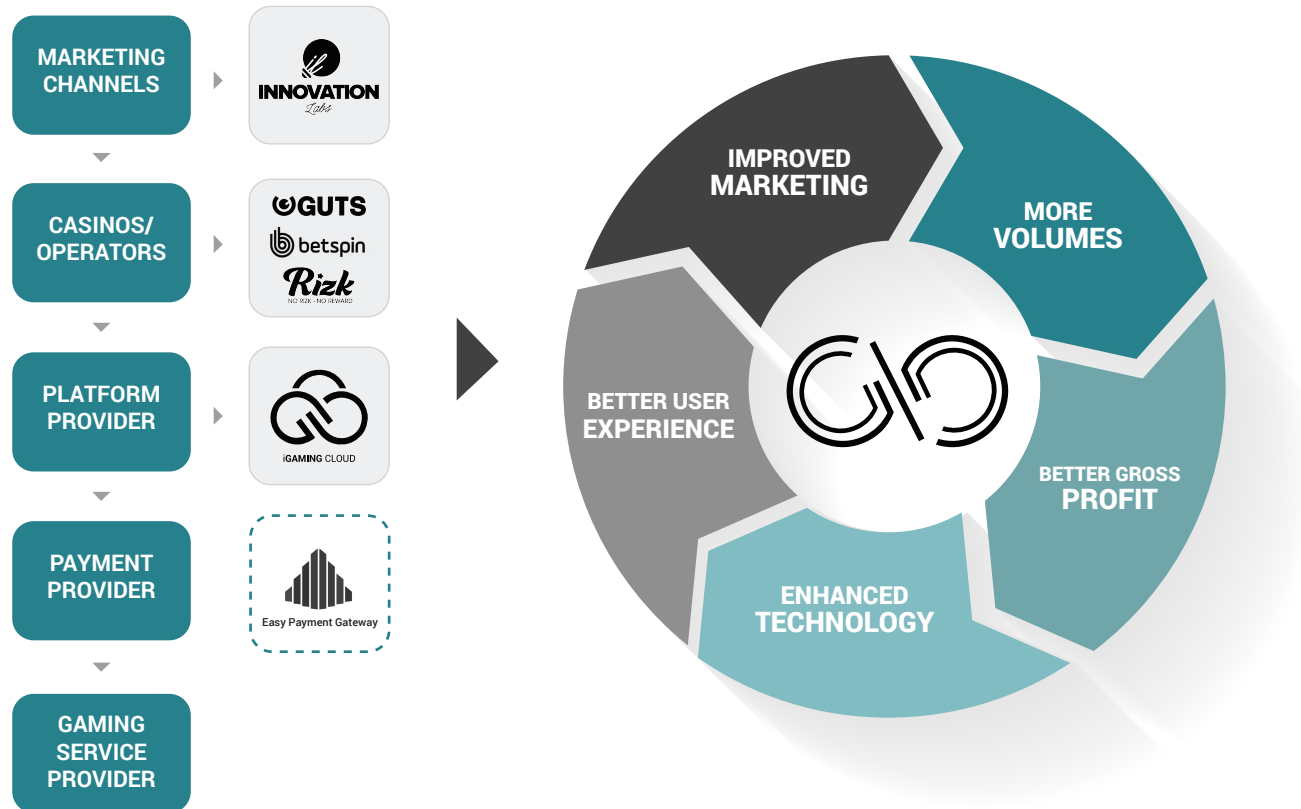 MARKETING
CHANNELS
INNOVATION
Labs
CASINOS/
OPERATORS
GUTS
betspin
Rizk
NO RIZK - NO REWARD
PLATFORM
PROVIDER
iGAMING CLOUD
PAYMENT
PROVIDER
Easy Payment Gateway
GAMING
SERVICE
PROVIDER
IMPROVED
MARKETING
MORE
VOLUMES
BETTER GROSS
PROFIT
ENHANCED
TECHNOLOGY
BETTER USER
EXPERIENCE
GIG